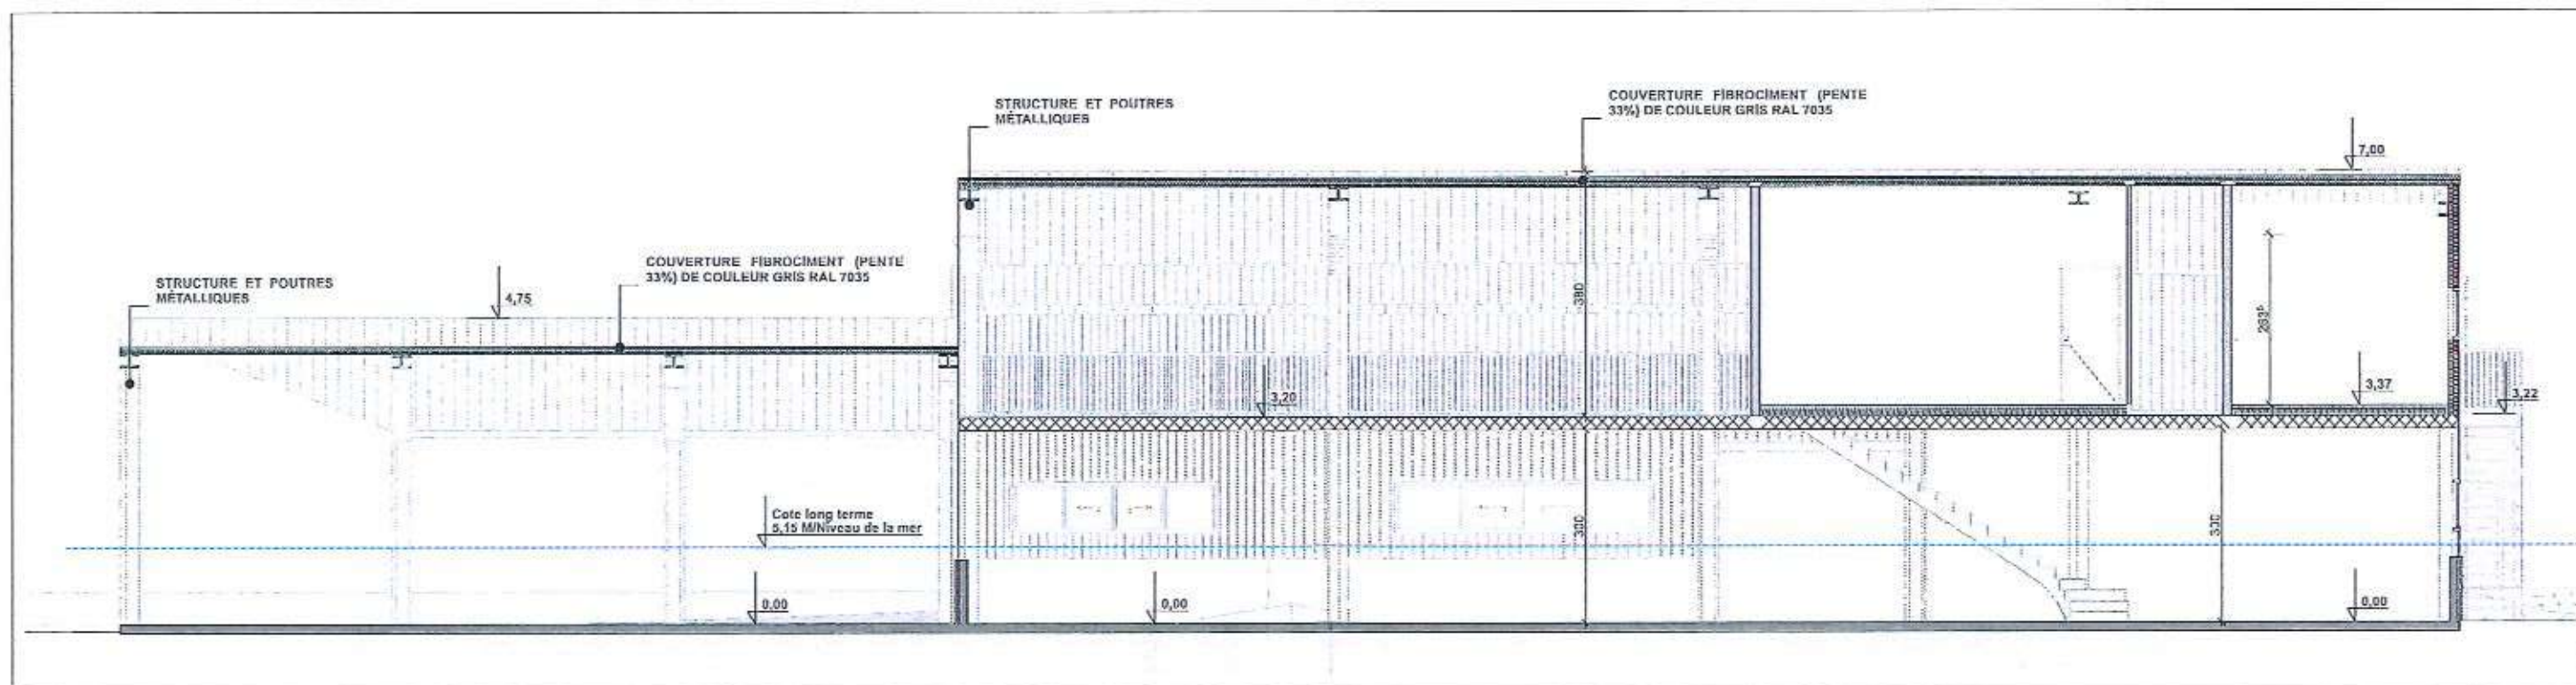 STRUCTURE ET POUTRES
MÉTALLIQUES
COUVERTURE FIBROCIMENT (PENTE
33%) DE COULEUR GRIS RAL 7035
7,00
COUVERTURE FIBROCIMENT (PENTE
33%) DE COULEUR GRIS RAL 7035
STRUCTURE ET POUTRES
MÉTALLIQUES
4,75
380
263⁵
3,37
3,20
3,22
Cote long terme
5,15 M/Niveau de la mer
300
300
0,00
0,00
0,00